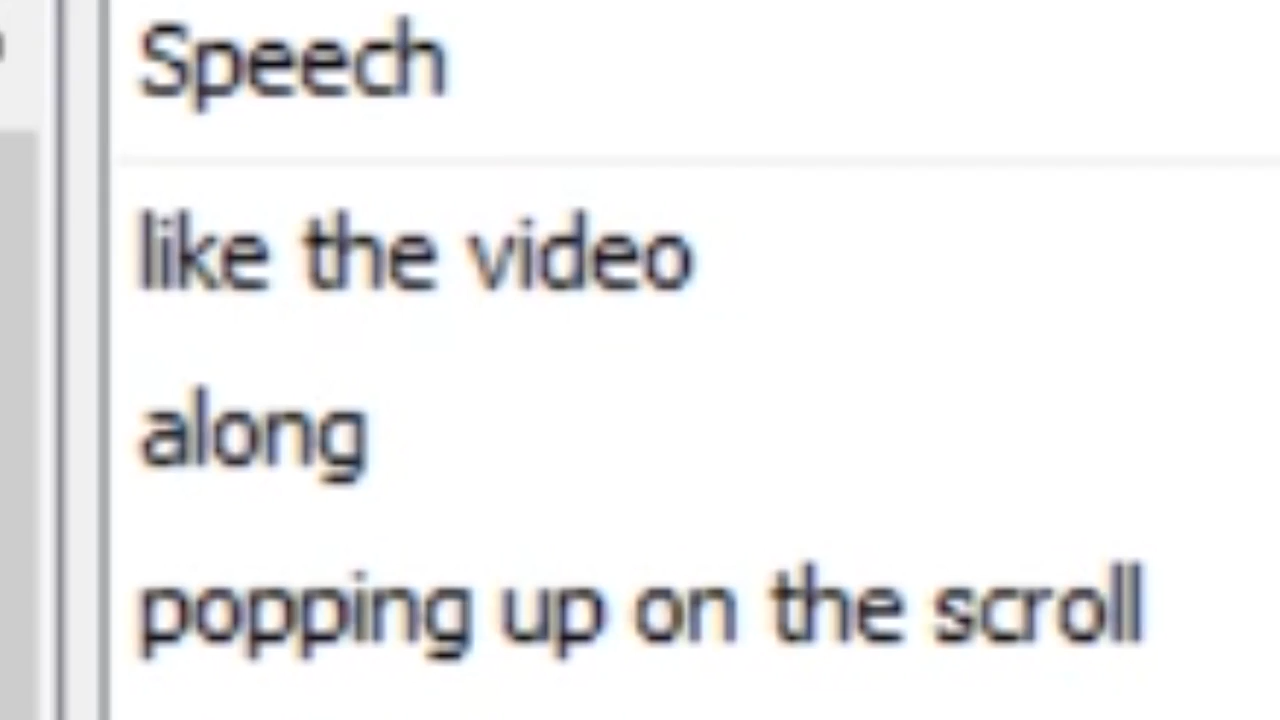 Speech
like the video
along
popping up on the scroll